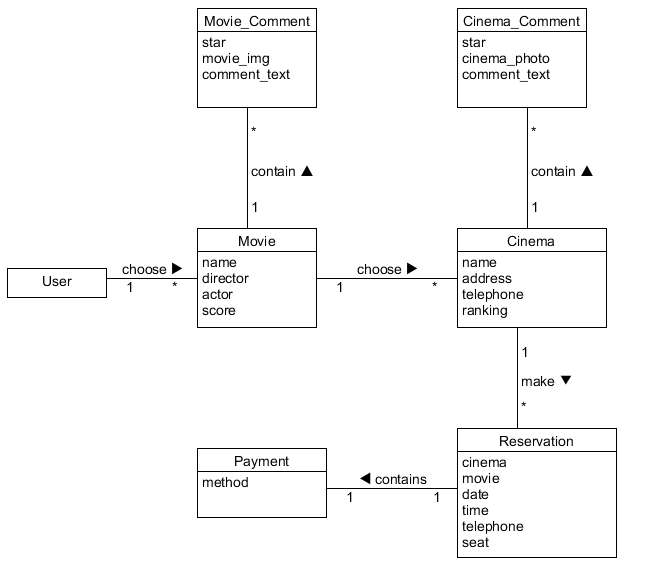 Movie_Comment
star
movie_img
comment_text
Cinema_Comment
star
cinema_photo
comment_text
*
contain ▲
1
*
contain ▲
1
User
choose ▶
1 *
Movie
name
director
actor
score
choose ▶
1 *
Cinema
name
address
telephone
ranking
1
make ▼
*
Payment
method
◀ contains
1 1
Reservation
cinema
movie
date
time
telephone
seat